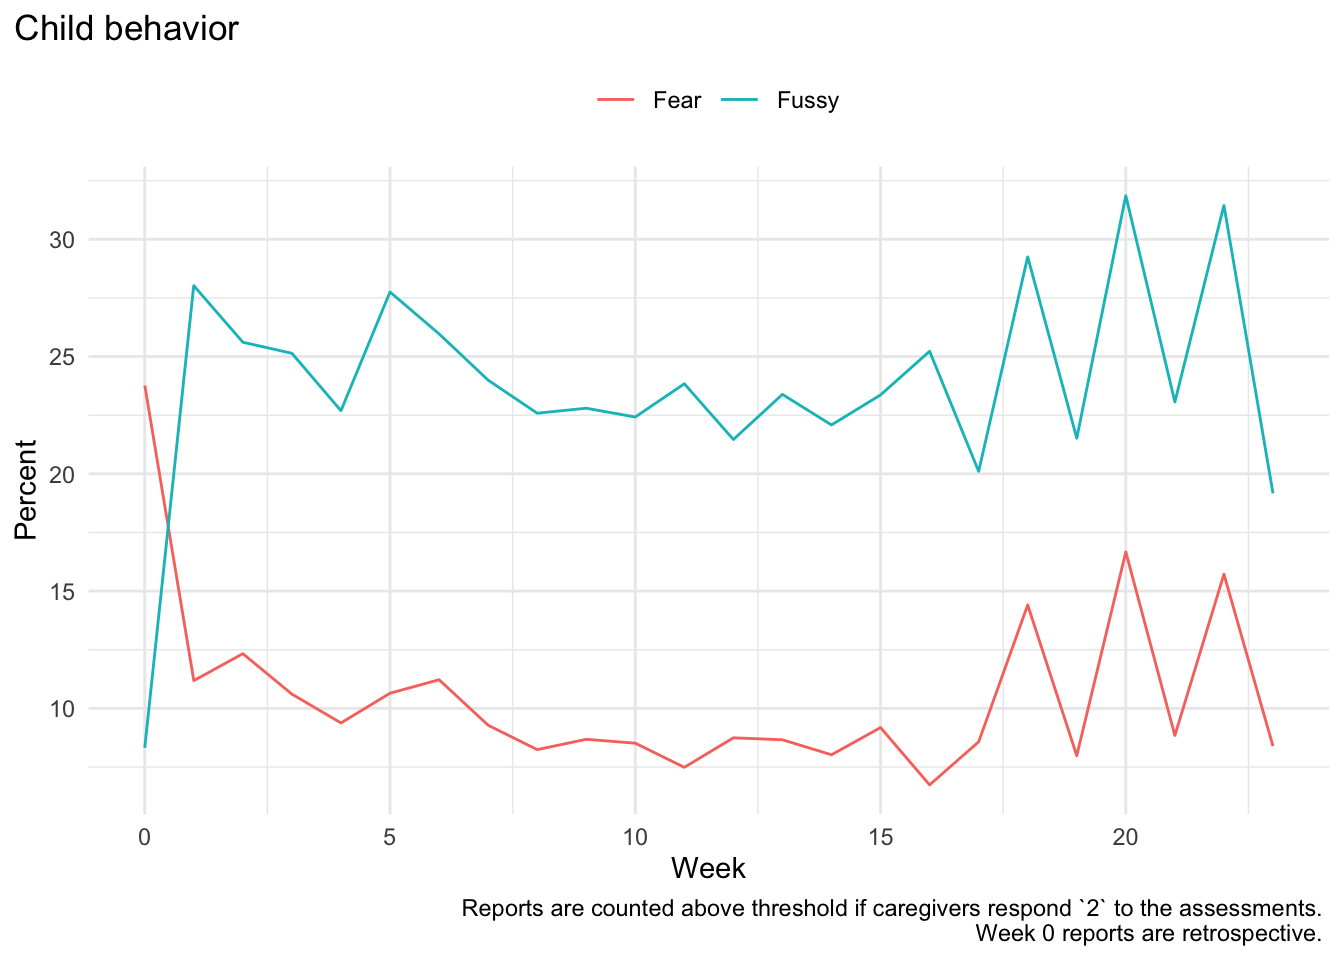 Child behavior
Fear Fussy
30
25
20
15
10
Percent
0 5 10 15 20
Week
Reports are counted above threshold if caregivers respond `2` to the assessments.
Week 0 reports are retrospective.